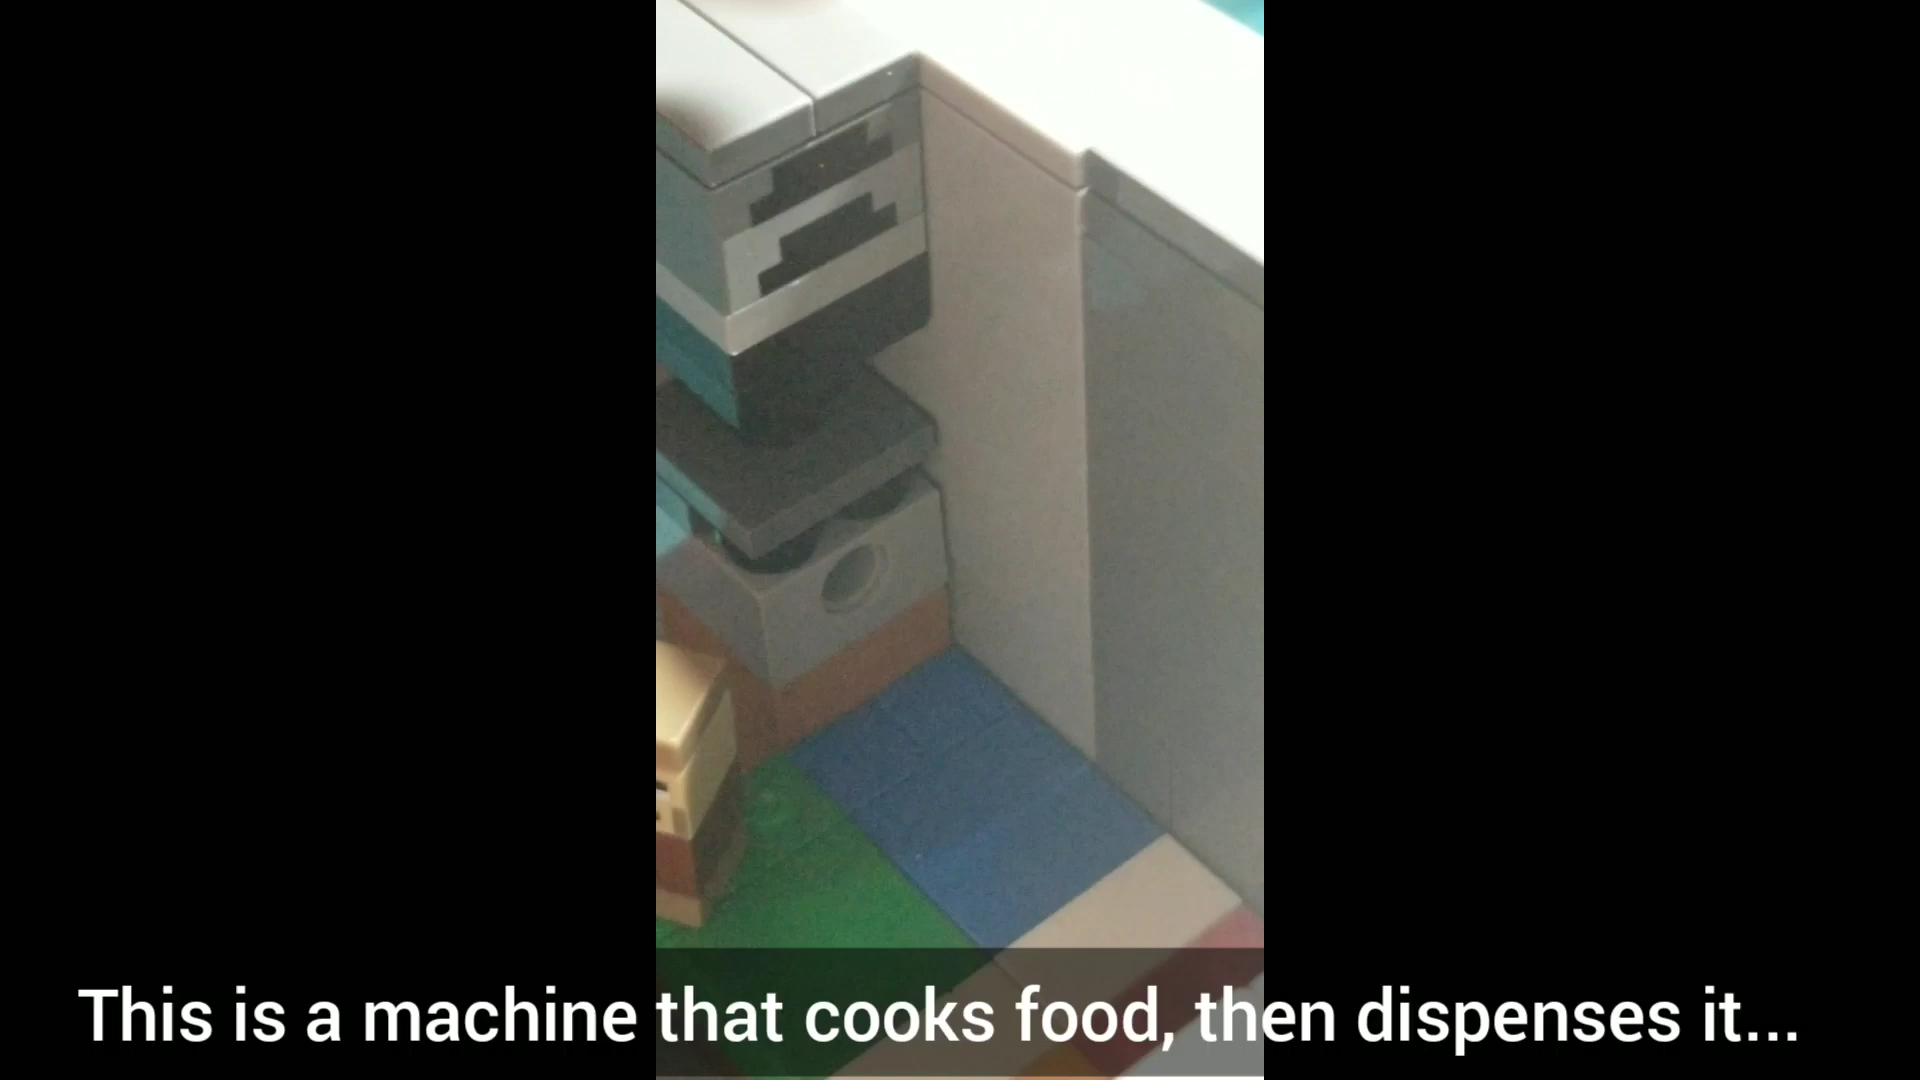 This is a machine that cooks food, then dispenses it...